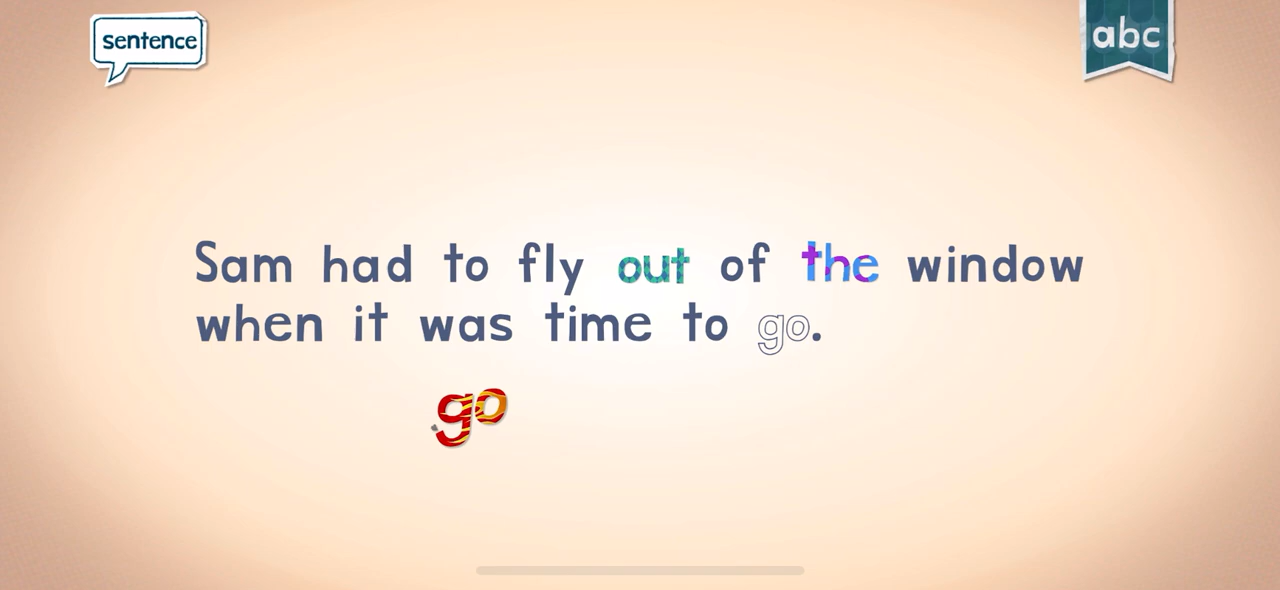 sentence
abc
Sam had to fly out of the window
when it was time to go.
go